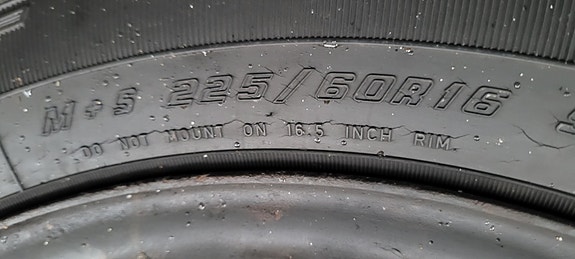 M+S 225/60R16
DO NOT MOUNT ON 16.5 INCH RIM.